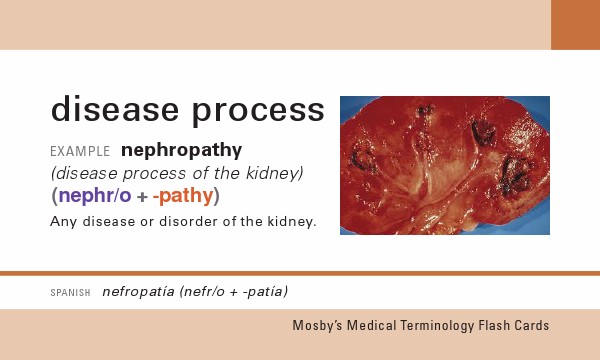 disease process
EXAMPLE nephropathy
(disease process of the kidney)
(nephr/o + -pathy)
Any disease or disorder of the kidney.
SPANISH nefropatía (nefr/o + -patía)
Mosby's Medical Terminology Flash Cards